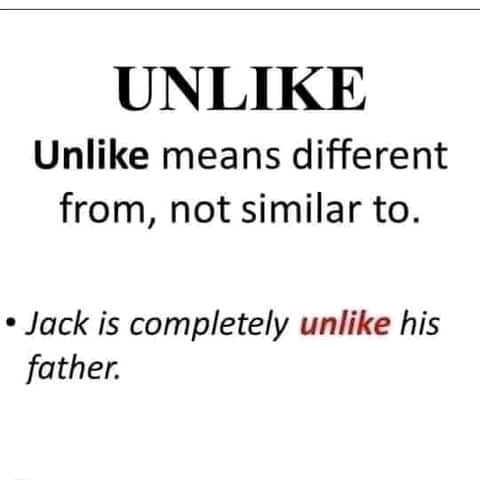 UNLIKE
Unlike means different
from, not similar to.
• Jack is completely unlike his
father.